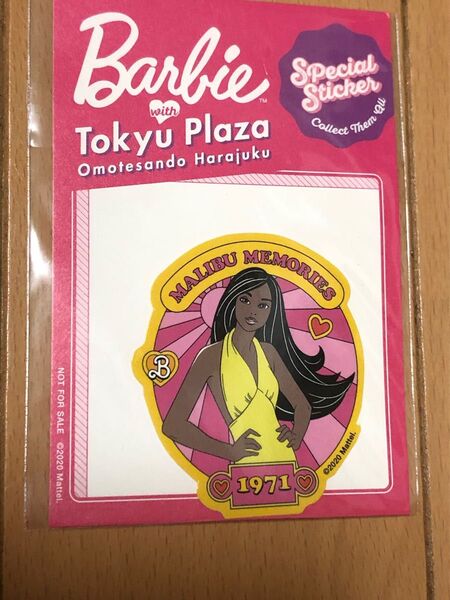 Barbie™
with
Tokyu Plaza
Omotesando Harajuku
Special
Sticker
Collect Them All
MALIBU MEMORIES
B
1971
©2020 Mattel.
NOT FOR SALE ©2020 Mattel.